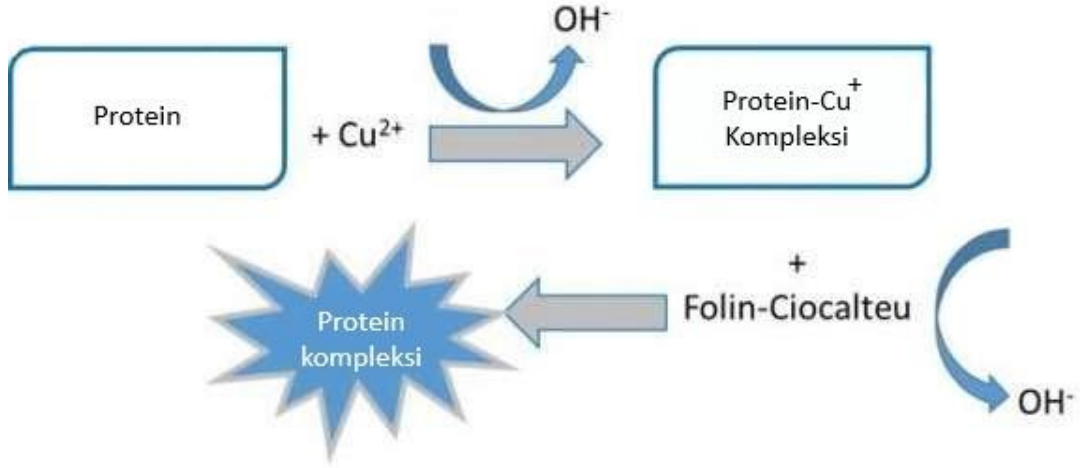 OH⁻
Protein
+ Cu²⁺
Protein-Cu⁺
Kompleksi
+
Folin-Ciocalteu
Protein
kompleksi
OH⁻